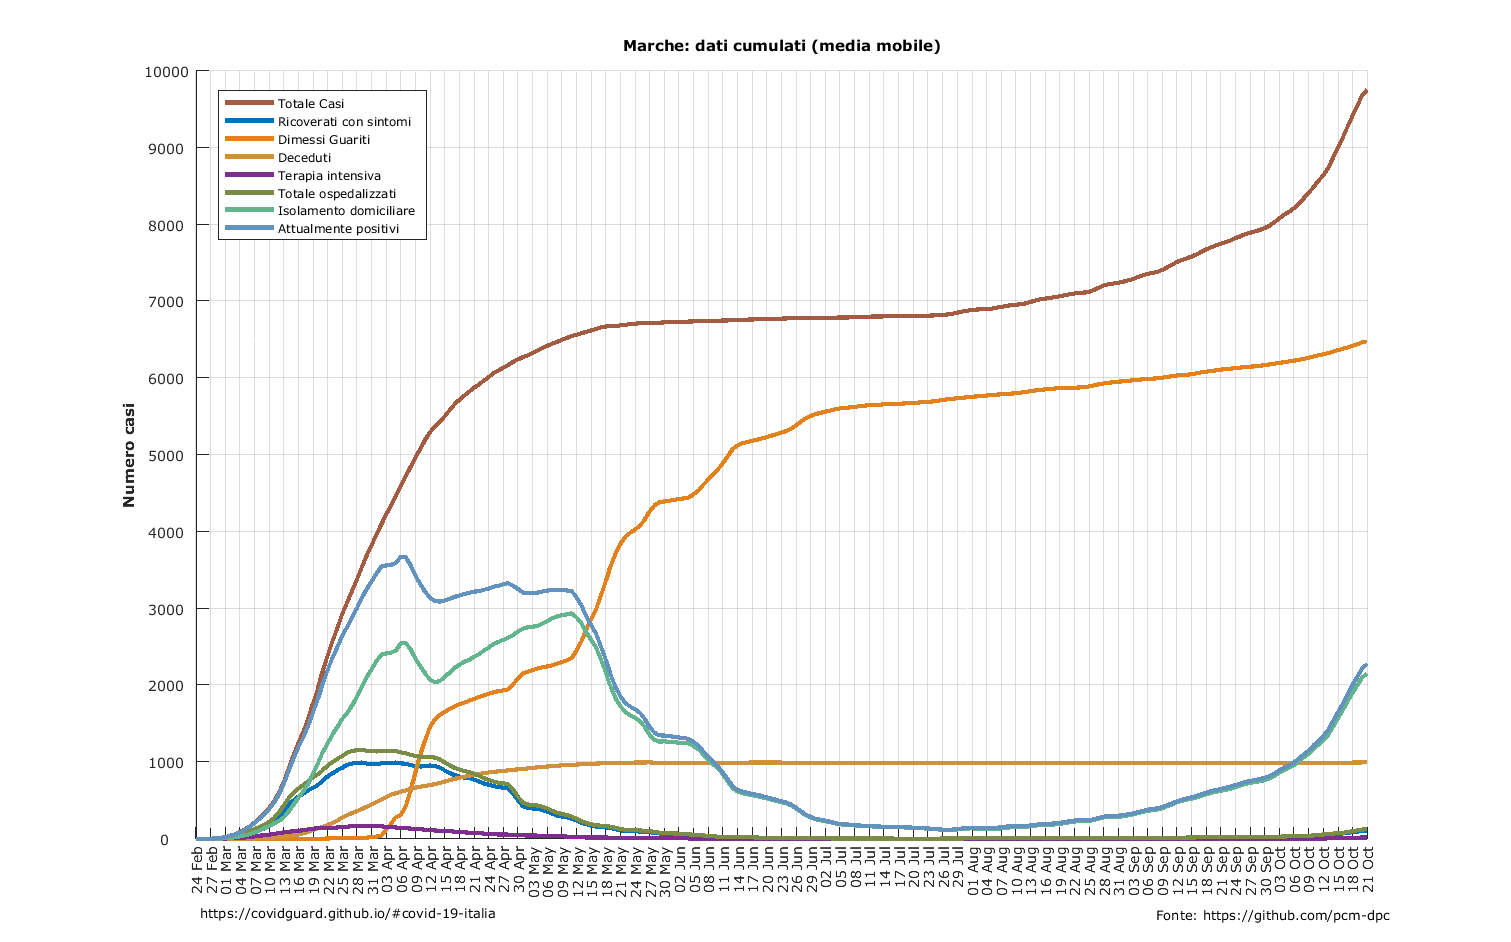 Marche: dati cumulati (media mobile)
Numero casi
10000
9000
8000
7000
6000
5000
4000
3000
2000
1000
0
Totale Casi
Ricoverati con sintomi
Dimessi Guariti
Deceduti
Terapia intensiva
Totale ospedalizzati
Isolamento domiciliare
Attualmente positivi
24 Feb
27 Feb
01 Mar
04 Mar
07 Mar
10 Mar
13 Mar
16 Mar
19 Mar
22 Mar
25 Mar
28 Mar
31 Mar
03 Apr
06 Apr
09 Apr
12 Apr
15 Apr
18 Apr
21 Apr
24 Apr
27 Apr
30 Apr
03 May
06 May
09 May
12 May
15 May
18 May
21 May
24 May
27 May
30 May
02 Jun
05 Jun
08 Jun
11 Jun
14 Jun
17 Jun
20 Jun
23 Jun
26 Jun
29 Jun
02 Jul
05 Jul
08 Jul
11 Jul
14 Jul
17 Jul
20 Jul
23 Jul
26 Jul
29 Jul
01 Aug
04 Aug
07 Aug
10 Aug
13 Aug
16 Aug
19 Aug
22 Aug
25 Aug
28 Aug
31 Aug
03 Sep
06 Sep
09 Sep
12 Sep
15 Sep
18 Sep
21 Sep
24 Sep
27 Sep
30 Sep
03 Oct
06 Oct
09 Oct
12 Oct
15 Oct
18 Oct
21 Oct
https://covidguard.github.io/#covid-19-italia
Fonte: https://github.com/pcm-dpc